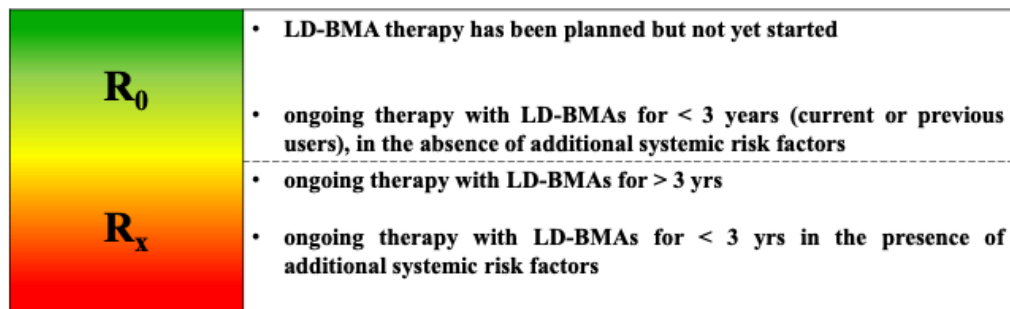 R0
• LD-BMA therapy has been planned but not yet started
• ongoing therapy with LD-BMAs for < 3 years (current or previous
users), in the absence of additional systemic risk factors
Rx
• ongoing therapy with LD-BMAs for > 3 yrs
• ongoing therapy with LD-BMAs for < 3 yrs in the presence of
additional systemic risk factors